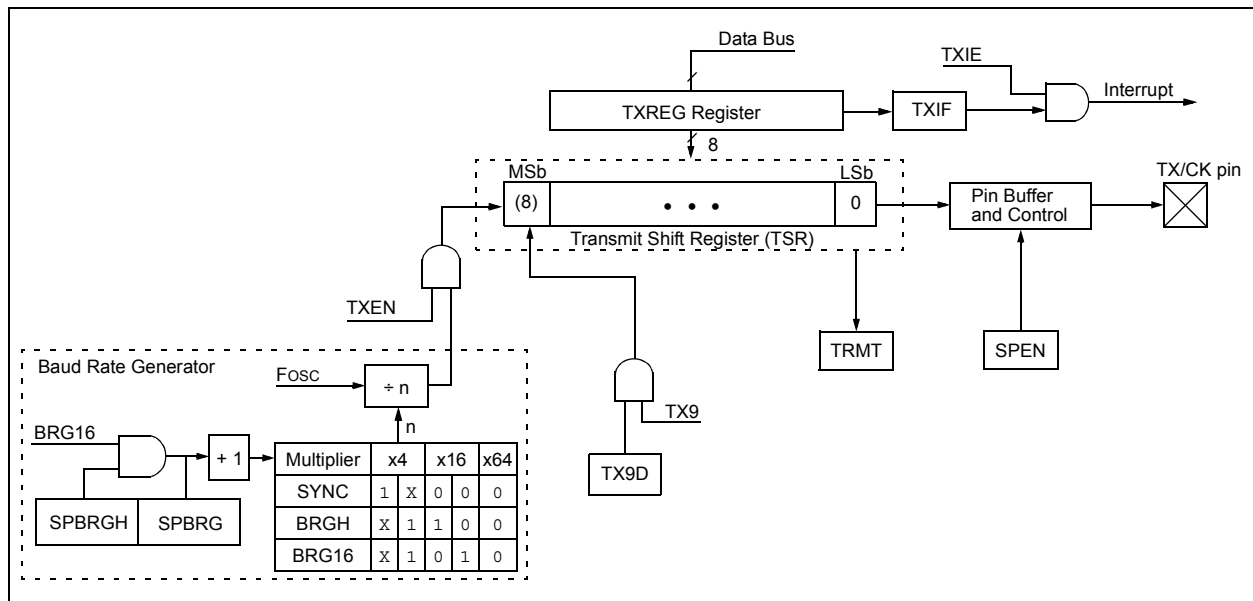 Data Bus
TXIE
Interrupt
TXREG Register
TXIF
8
MSb
LSb
TX/CK pin
(8)
• • •
0
Pin Buffer
and Control
Transmit Shift Register (TSR)
TXEN
TRMT
SPEN
Baud Rate Generator
FOSC
÷ n
n
TX9
BRG16
+ 1
TX9D
Multiplier x4 x16 x64
SYNC 1 X 0 0 0
BRGH X 1 1 0 0
BRG16 X 1 0 1 0
SPBRGH SPBRG